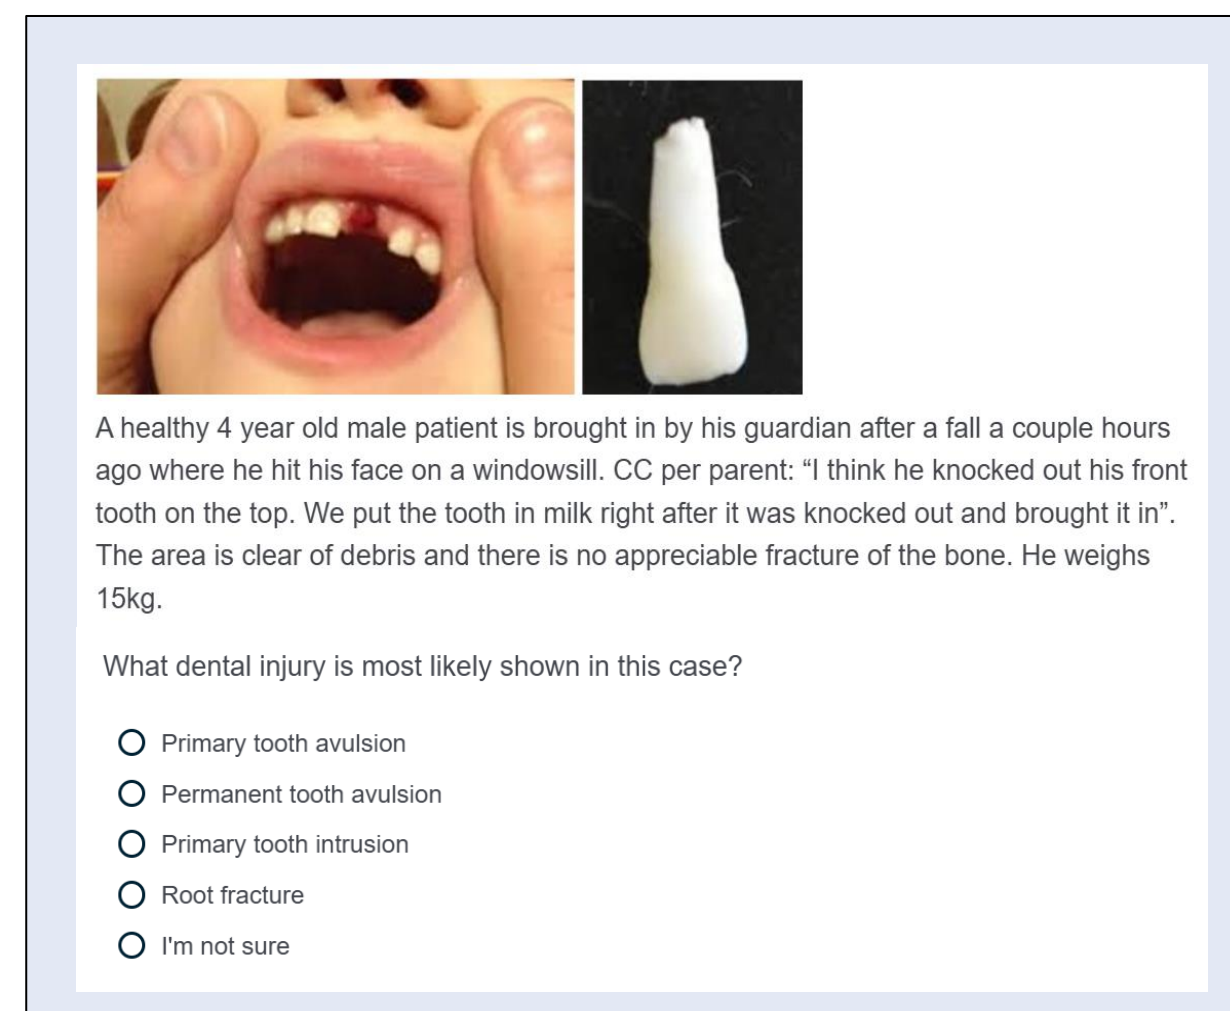 A healthy 4 year old male patient is brought in by his guardian after a fall a couple hours
ago where he hit his face on a windowsill. CC per parent: “I think he knocked out his front
tooth on the top. We put the tooth in milk right after it was knocked out and brought it in”.
The area is clear of debris and there is no appreciable fracture of the bone. He weighs
15kg.
What dental injury is most likely shown in this case?
Primary tooth avulsion
Permanent tooth avulsion
Primary tooth intrusion
Root fracture
I'm not sure